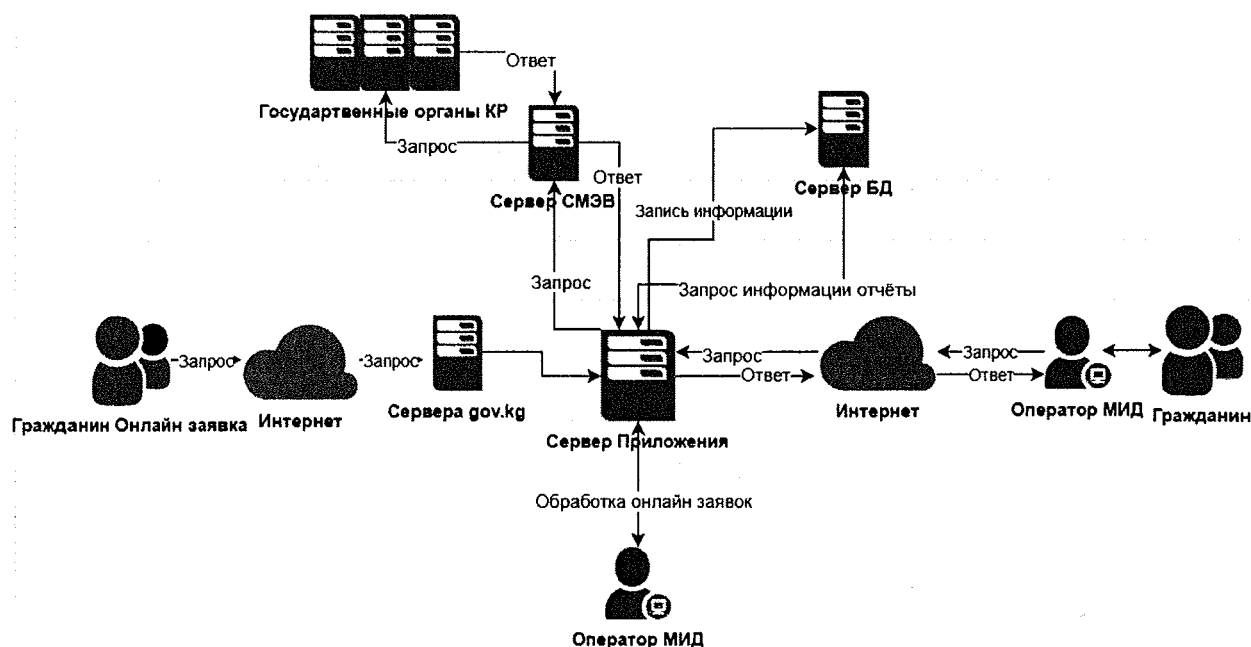 Ответ
Государтвенные органы КР
Запрос
Ответ
Сервер СМЭВ
Сервер БД
Запись информации
Запрос
Запрос информации отчёты
Запрос
Запрос
Запрос
Запрос
Ответ
Ответ
Гражданин Онлайн заявка
Интернет
Сервера gov.kg
Сервер Приложения
Интернет
Оператор МИД
Гражданин
Обработка онлайн заявок
Оператор МИД